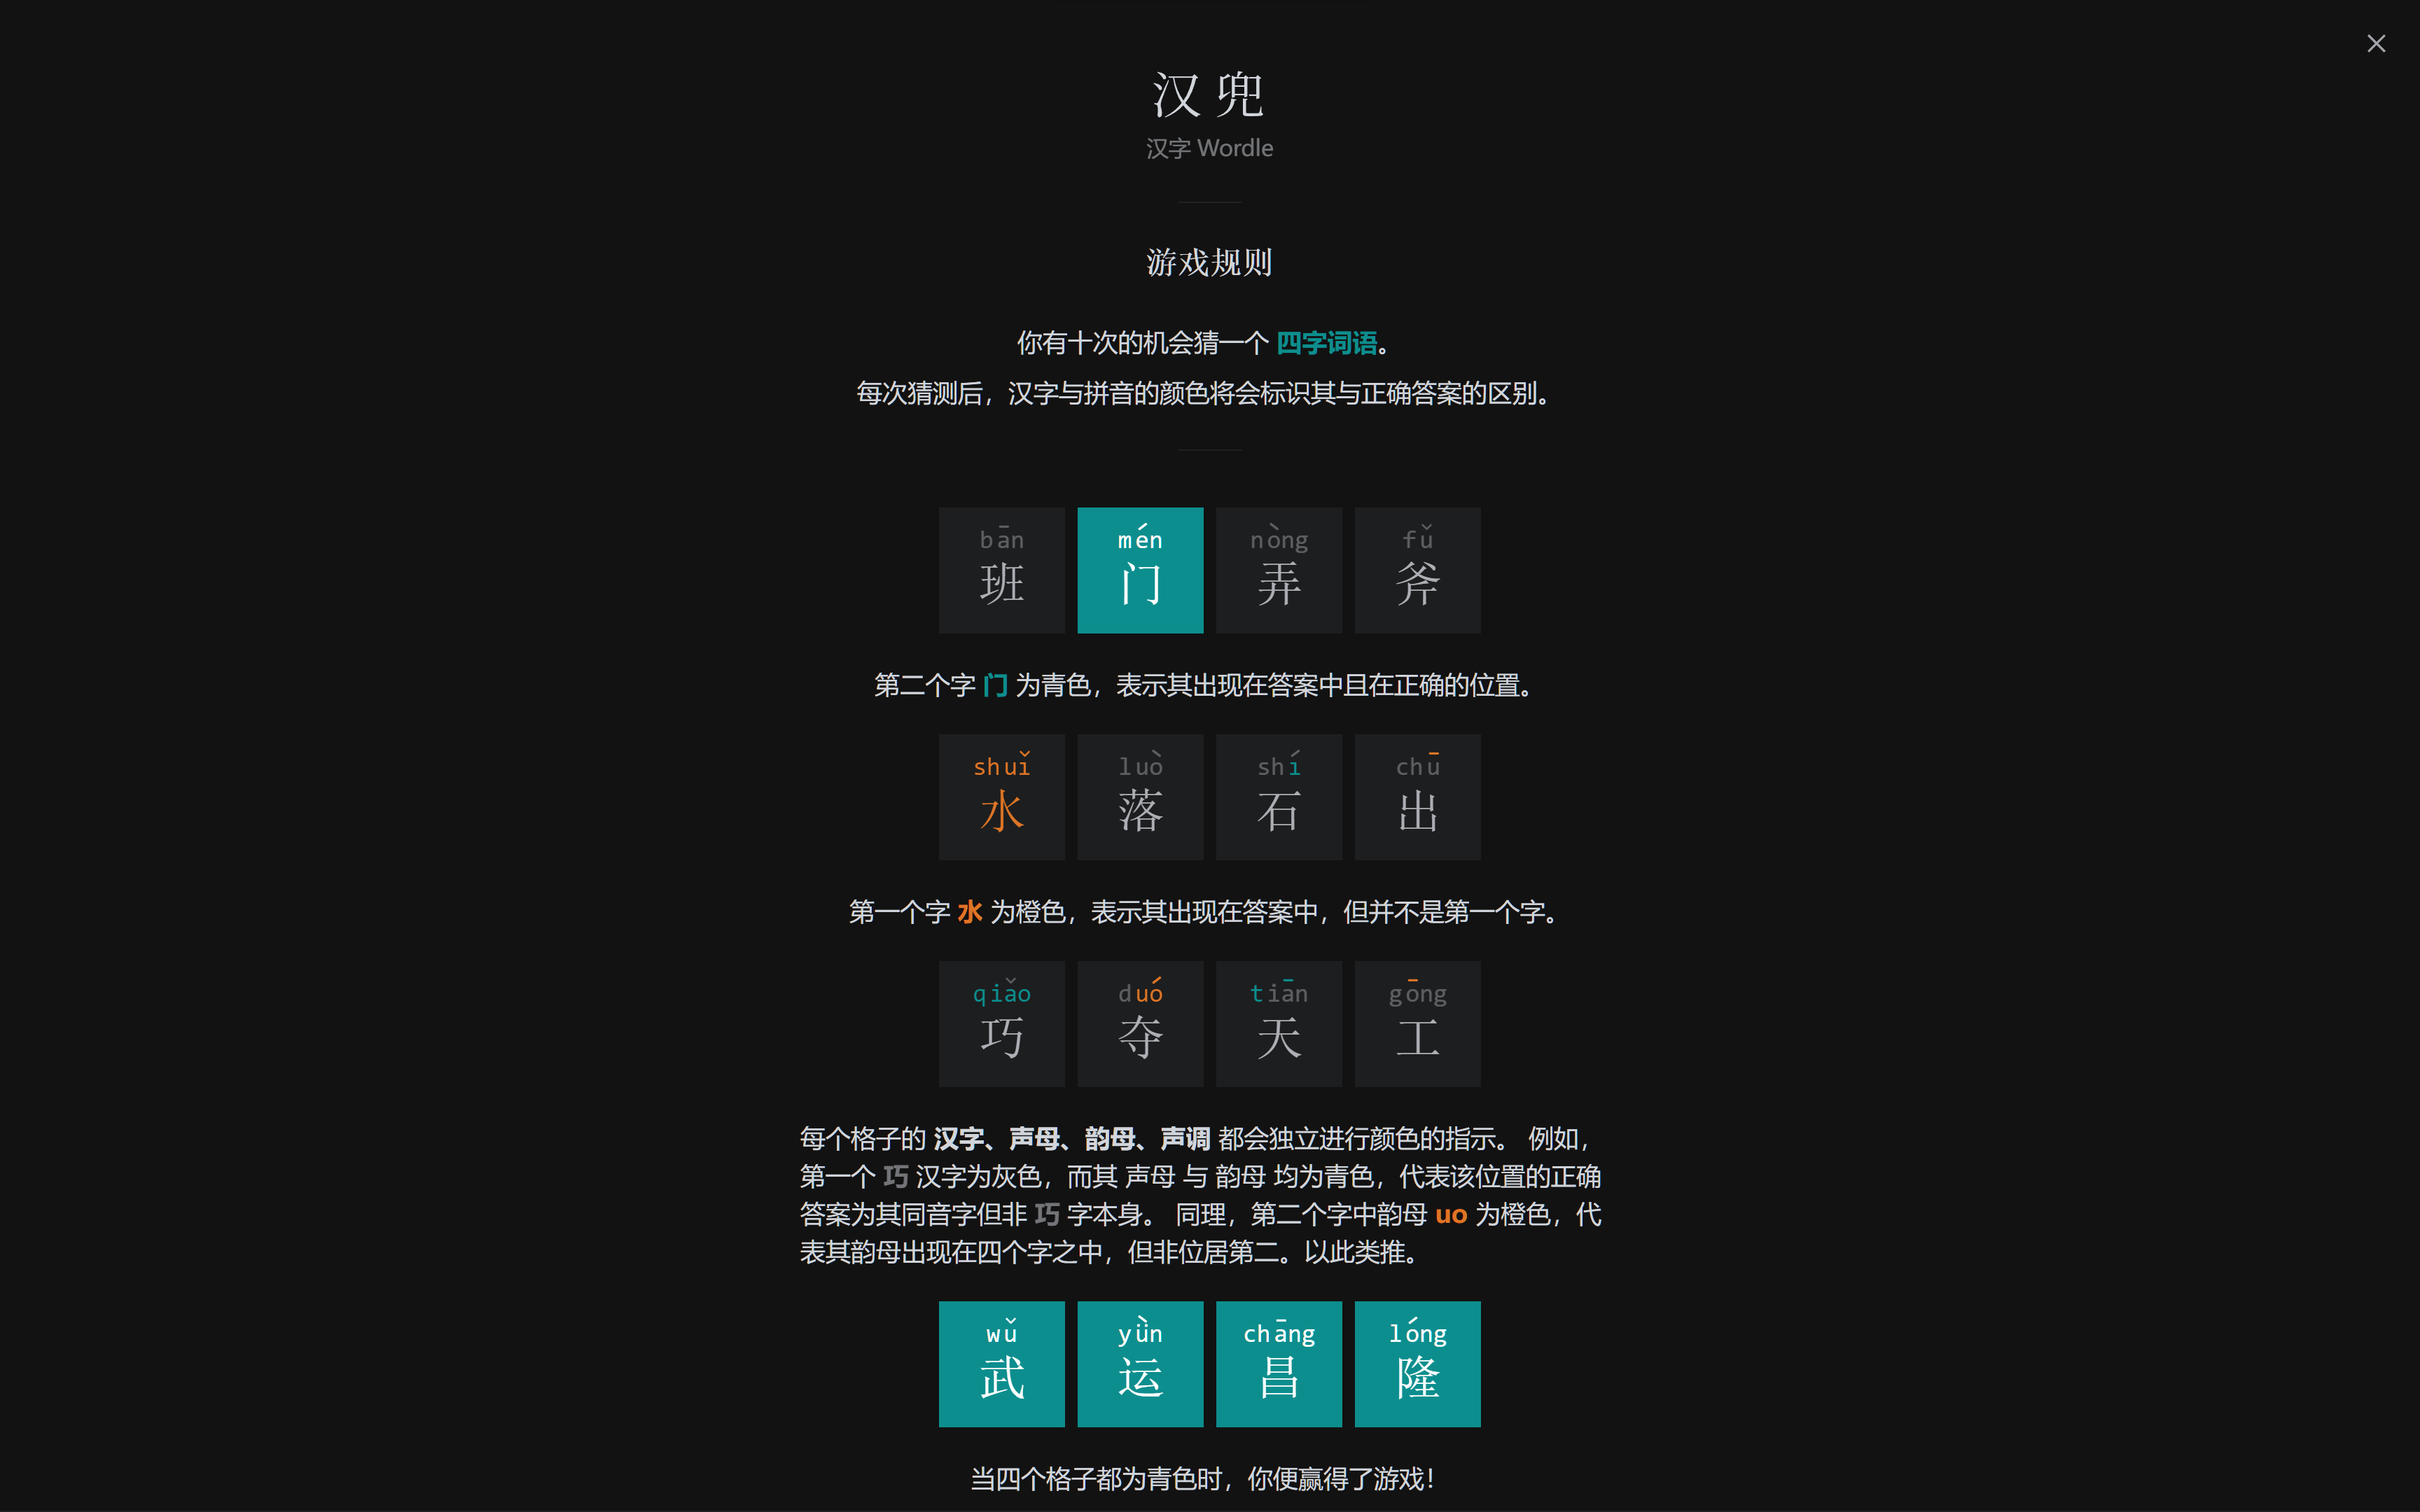 汉兜
汉字 Wordle
游戏规则
你有十次的机会猜一个 四字词语。
每次猜测后，汉字与拼音的颜色将会标识其与正确答案的区别。
bān mén nòng fǔ
班 门 弄 斧
第二个字 门 为青色，表示其出现在答案中且在正确的位置。
shuǐ luò shí chū
水 落 石 出
第一个字 水 为橙色，表示其出现在答案中，但并不是第一个字。
qiǎo duó tiān gōng
巧 夺 天 工
每个格子的 汉字、声母、韵母、声调 都会独立进行颜色的指示。 例如，
第一个 巧 汉字为灰色，而其 声母 与 韵母 均为青色，代表该位置的正确
答案为其同音字但非 巧 字本身。 同理，第二个字中韵母 uo 为橙色，代
表其韵母出现在四个字之中，但非位居第二。以此类推。
wǔ yǜn chāng lóng
武 运 昌 隆
当四个格子都为青色时，你便赢得了游戏！